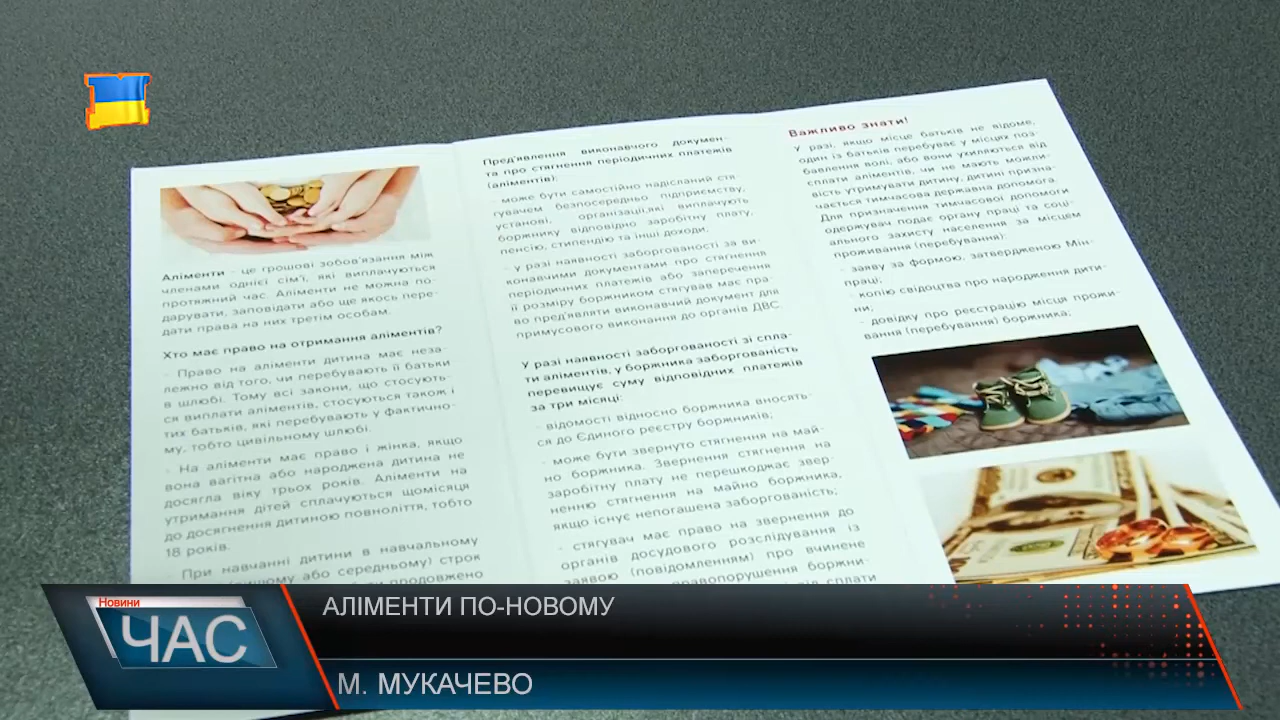 Аліменти - це грошові зобов'язання між
членами однієї сім'ї, які виплачуються
протяжний час. Аліменти не можна по-
дарувати, заповідати або ще якось пере-
дати права на них третім особам.
Хто має право на отримання аліментів?
- Право на аліменти дитина має неза-
лежно від того, чи перебувають її батьки
в шлюбі. Тому всі закони, що стосують-
ся виплати аліментів, стосуються також і
тих батьків, які перебувають у фактично-
му, тобто цивільному шлюбі.
- На аліменти має право і жінка, якщо
вона вагітна або народжена дитина не
досягла віку трьох років. Аліменти на
утримання дітей сплачуються щомісяця
до досягнення дитиною повноліття, тобто
18 років.
- При навчанні дитини в навчальному
або середньому) строк
продовжено
Пред'явлення виконавчого докумен-
та про стягнення періодичних платежів
(аліментів):
- може бути самостійно надісланий стя-
гувачем безпосередньо підприємству,
установі, організації,які виплачують
боржнику відповідно заробітну плату,
пенсію, стипендію та інші доходи.
- у разі наявності заборгованості за ви-
конавчими документами про стягнення
періодичних платежів або заперечення
її розміру боржником стягував має пра-
во пред'являти виконавчий документ для
примусового виконання до органів ДВС.
У разі наявності заборгованості зі спла-
ти аліментів, у боржника заборгованість
перевищує суму відповідних платежів
за три місяці:
- відомості відносно боржника вносять-
ся до Єдиного реєстру боржників;
- може бути звернуто стягнення на май-
но боржника. Звернення стягнення на
заробітну плату не перешкоджає звер-
ненню стягнення на майно боржника,
якщо існує непогашена заборгованість;
- стягувач має право на звернення до
органів досудового розслідування із
заявою (повідомленням) про вчинене
правопорушення боржни-
сплати
Важливо знати!
У разі, якщо місце батьків не відоме,
один із батьків перебуває у місцях поз-
бавлення волі, або вони ухиляються від
сплати аліментів, чи не мають можли-
вість утримувати дитину, дитині призна
чається тимчасова державна допомога.
Для призначення тимчасової допомоги
одержувач подає органу праці та соці-
ального захисту населення за місцем
проживання (перебування):
- заяву за формою, затвердженою Мін-
праці;
- копію свідоцтва про народження дити-
ни;
- довідку про реєстрацію місця прожи-
вання (перебування) боржника;
Новини
ЧАС
АЛІМЕНТИ ПО-НОВОМУ
М. МУКАЧЕВО